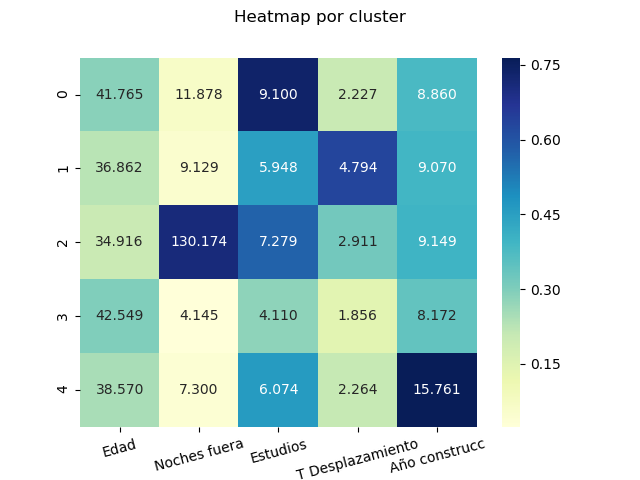 Heatmap por cluster
0 41.765 11.878 9.100 2.227 8.860
1 36.862 9.129 5.948 4.794 9.070
2 34.916 130.174 7.279 2.911 9.149
3 42.549 4.145 4.110 1.856 8.172
4 38.570 7.300 6.074 2.264 15.761
Edad Noches fuera Estudios T Desplazamiento Año construcc
0.75
0.60
0.45
0.30
0.15